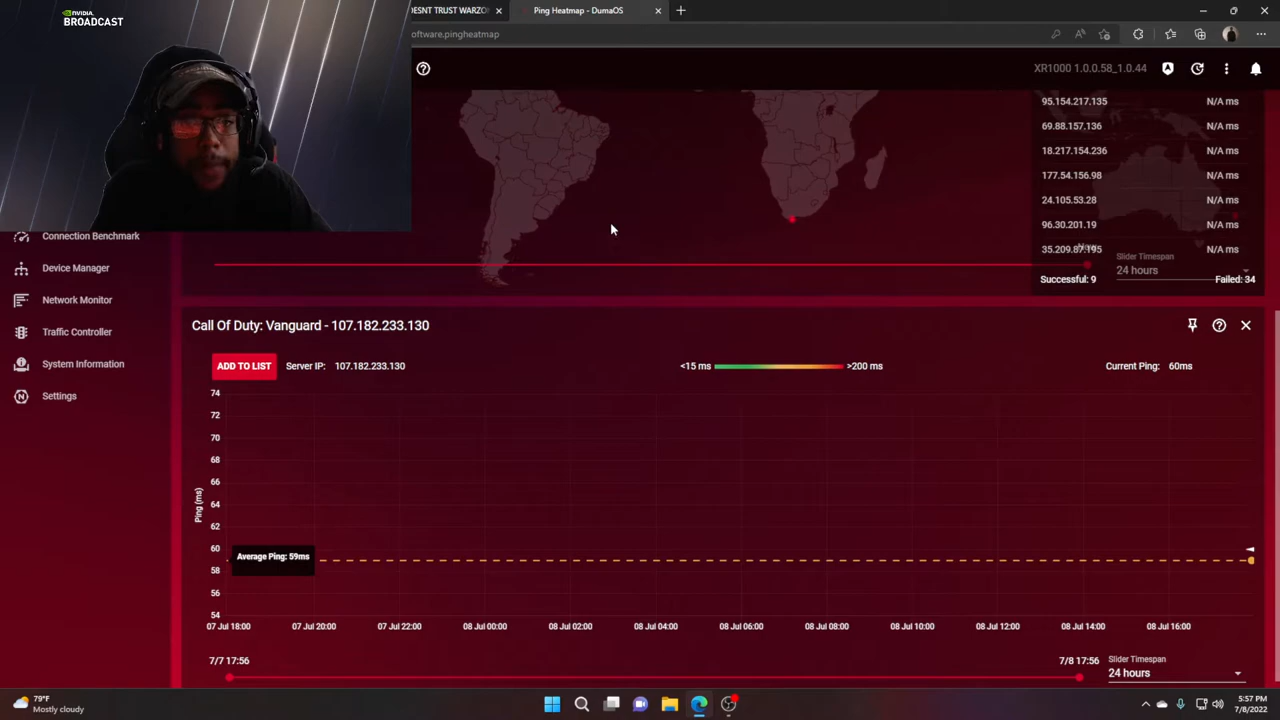 NVIDIA
BROADCAST
DESNT TRUST WARZO
Ping Heatmap - DumaOS
oftware.pingheatmap
XR1000 1.0.0.58_1.0.44
95.154.217.135 N/A ms
69.88.157.136 N/A ms
18.217.154.236 N/A ms
177.54.156.98 N/A ms
24.105.53.28 N/A ms
96.30.201.19 N/A ms
35.209.87.195 N/A ms
Slider Timespan
24 hours
Successful: 9 Failed: 34
Connection Benchmark
Device Manager
Network Monitor
Traffic Controller
System Information
Settings
Call Of Duty: Vanguard - 107.182.233.130
ADD TO LIST Server IP: 107.182.233.130 <15 ms >200 ms Current Ping: 60ms
74
72
70
68
66
64
62
60
58
56
54
Ping (ms)
Average Ping: 59ms
07 Jul 18:00 07 Jul 20:00 07 Jul 22:00 08 Jul 00:00 08 Jul 02:00 08 Jul 04:00 08 Jul 06:00 08 Jul 08:00 08 Jul 10:00 08 Jul 12:00 08 Jul 14:00 08 Jul 16:00
7/7 17:56 7/8 17:56
Slider Timespan
24 hours
79°F
Mostly cloudy
5:57 PM
7/8/2022